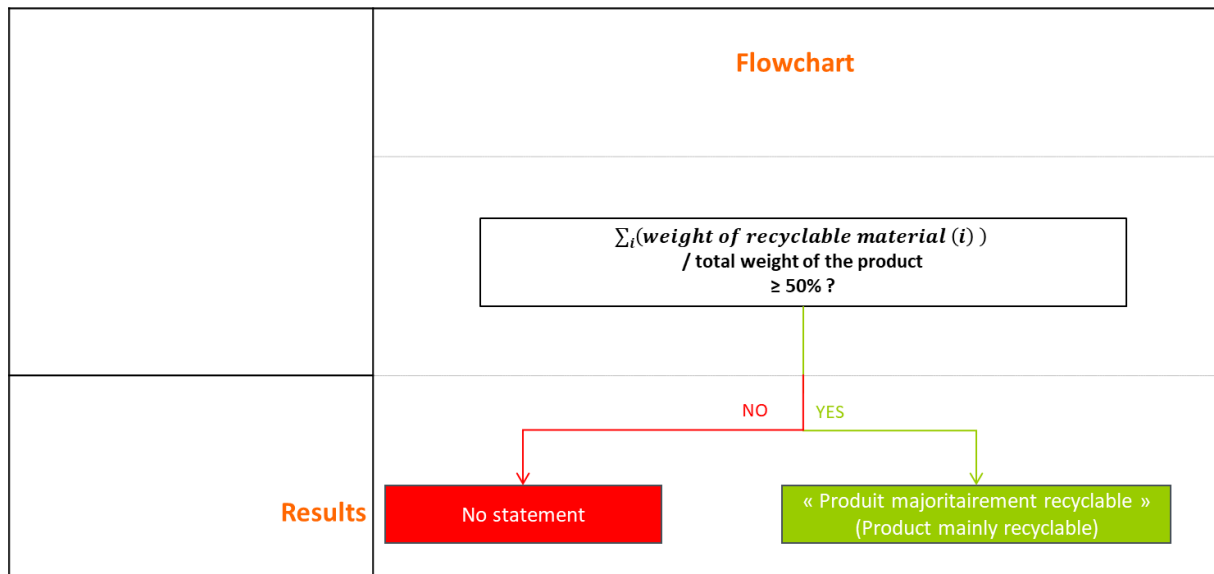 Flowchart
∑ᵢ(weight of recyclable material (i) )
/ total weight of the product
≥ 50% ?
NO
YES
Results
No statement
« Produit majoritairement recyclable »
(Product mainly recyclable)